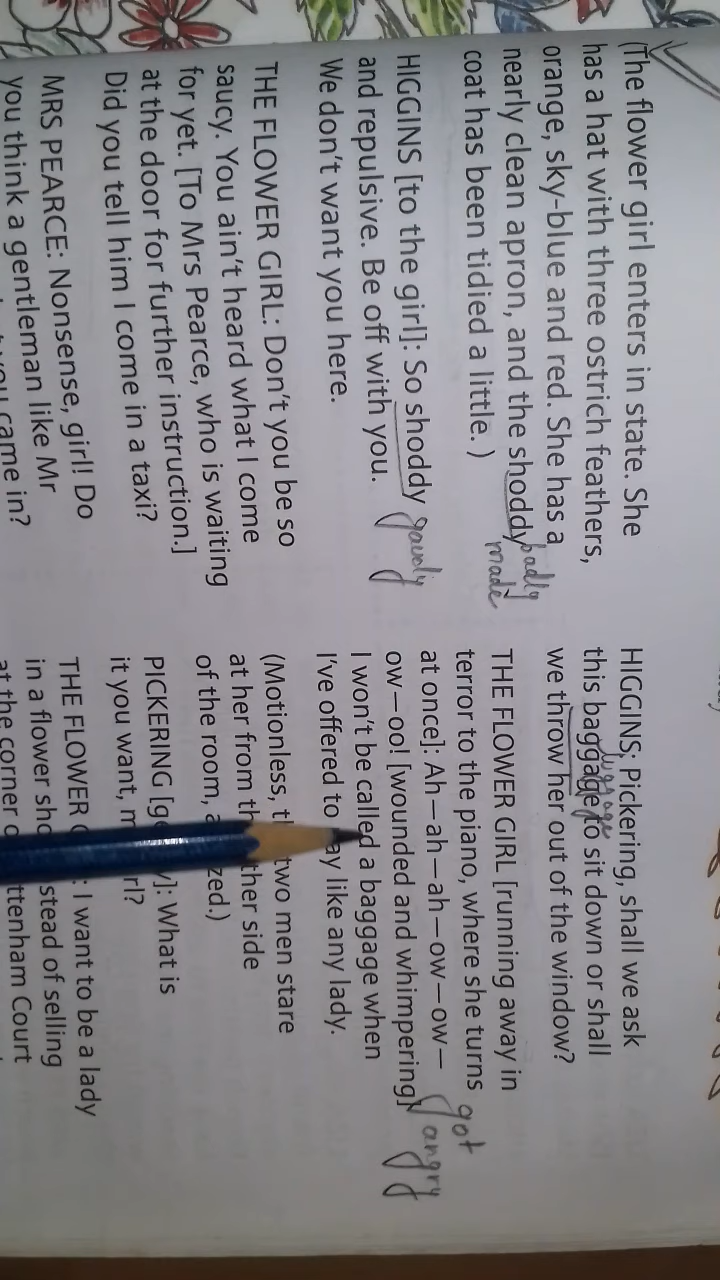 (The flower girl enters in state. She
has a hat with three ostrich feathers,
orange, sky-blue and red. She has a
nearly clean apron, and the shoddy badly made
coat has been tidied a little. )
HIGGINS [to the girl]: So shoddy
and repulsive. Be off with you.
We don't want you here.
THE FLOWER GIRL: Don't you be so
saucy. You ain't heard what I come
for yet. [To Mrs Pearce, who is waiting
at the door for further instruction.]
Did you tell him I come in a taxi?
MRS PEARCE: Nonsense, girl! Do
you think a gentleman like Mr
you came in?
HIGGINS: Pickering, shall we ask
luggage
this baggage to sit down or shall
we throw her out of the window?
THE FLOWER GIRL [running away in
terror to the piano, where she turns
at once]: Ah—ah—ah—ow—ow—
ow—oo! [wounded and whimpering] got angry
I won't be called a baggage when
I've offered to ay like any lady.
(Motionless, two men stare
at her from side
of the room,
PICKERING : What is
it you want,
THE FLOWER : I want to be a lady
in a flower stead of selling
at the corner Court